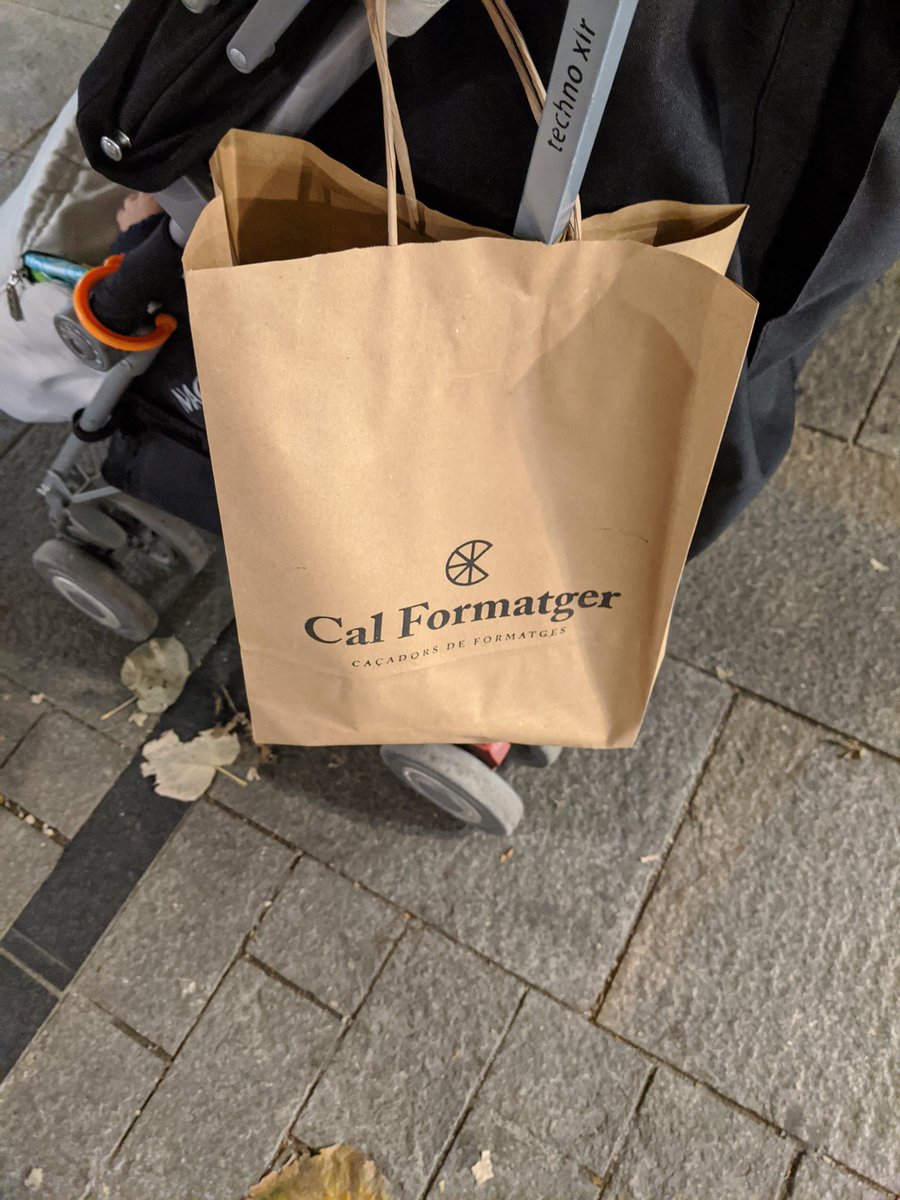 techno xlr
Cal Formatger
CAÇADORS DE FORMATGES